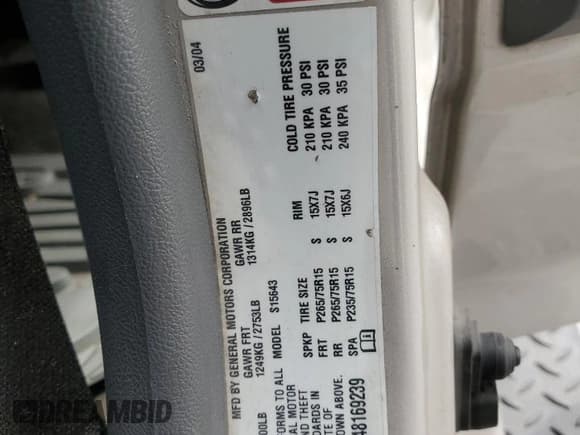 MFD BY GENERAL MOTORS CORPORATION
03/04
GAWR FRT GAWR RR
1249KG / 2753LB 1314KG / 2896LB
00LB
FORMS TO ALL MODEL S15643
AL MOTOR
ND THEFT
DARDS IN
TE OF
OWN ABOVE.
48169239
SPKP TIRE SIZE RIM COLD TIRE PRESSURE
FRT P265/75R15 S 15X7J 210 KPA 30 PSI
RR P265/75R15 S 15X7J 210 KPA 30 PSI
SPA P235/75R15 S 15X6J 240 KPA 35 PSI
DREAMBID